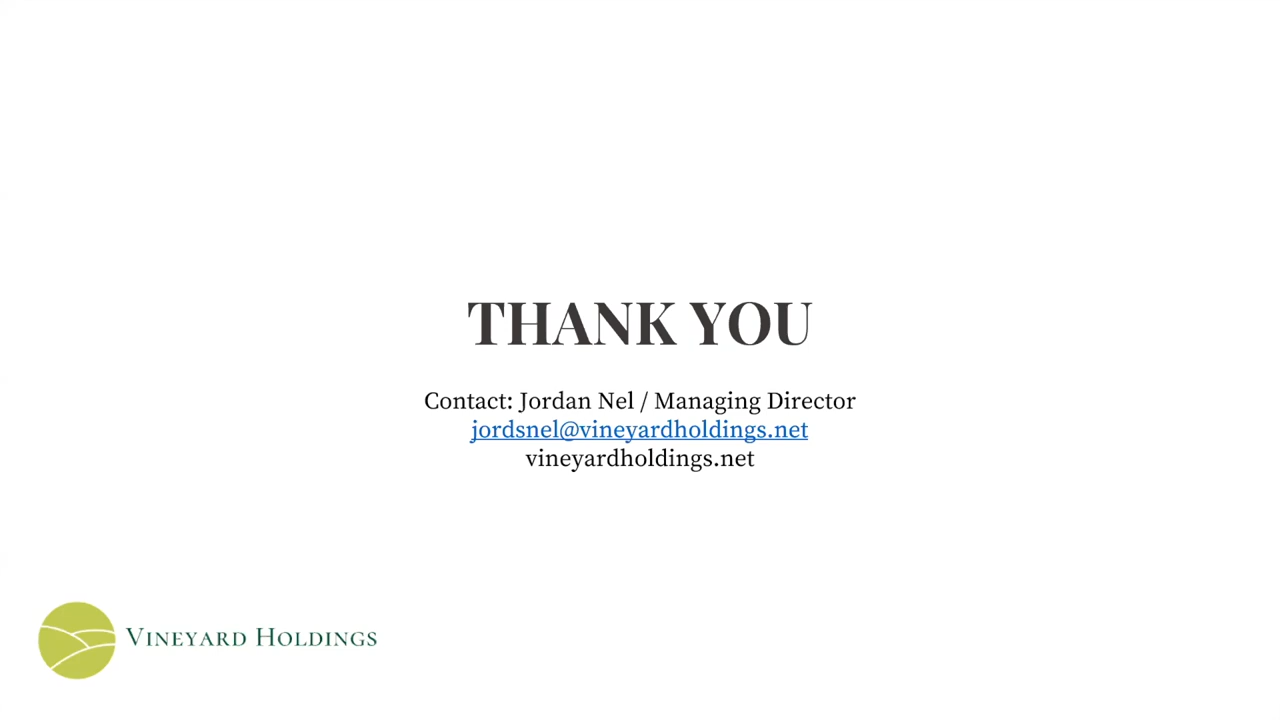 THANK YOU
Contact: Jordan Nel / Managing Director
jordsnel@vineyardholdings.net
vineyardholdings.net
VINEYARD HOLDINGS